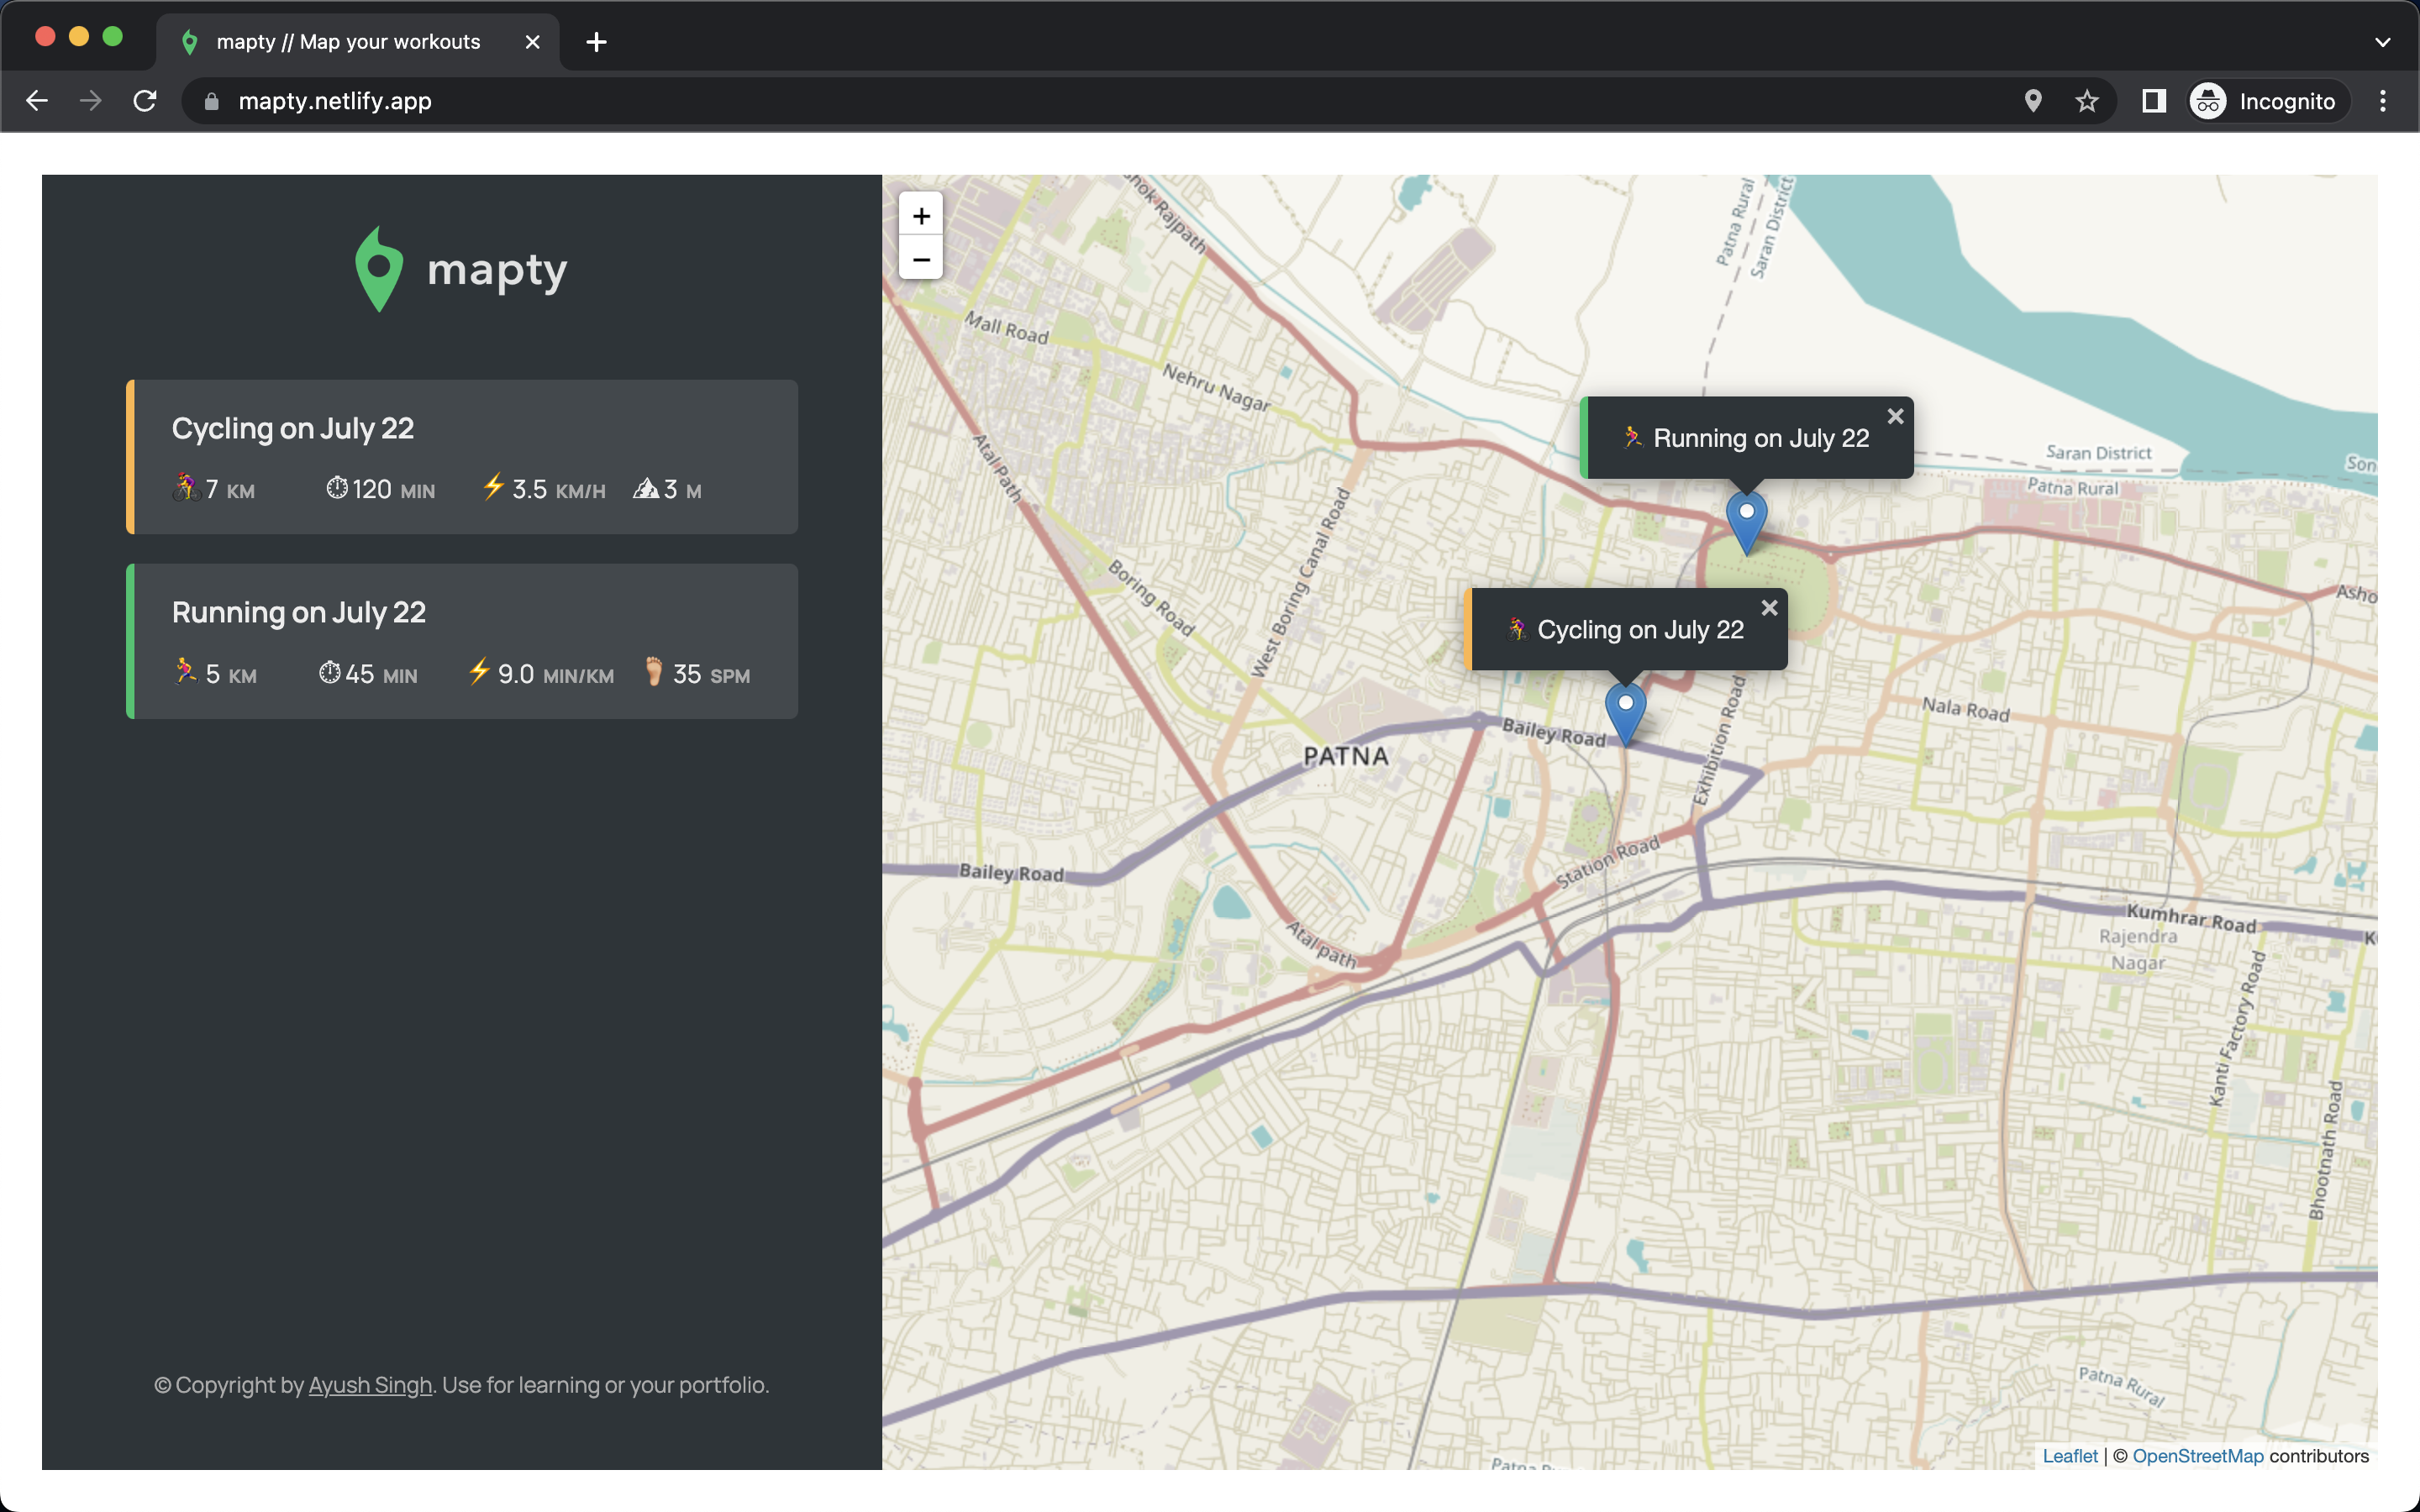 mapty // Map your workouts
mapty.netlify.app
Incognito
mapty
Cycling on July 22
7 KM 120 MIN 3.5 KM/H 3 M
Running on July 22
5 KM 45 MIN 9.0 MIN/KM 35 SPM
© Copyright by Ayush Singh. Use for learning or your portfolio.
+
−
Ashok Rajpath
Patna Rural
Saran District
Mall Road
Nehru Nagar
Running on July 22
Atal Path
Saran District
Son
Patna Rural
West Boring Canal Road
Boring Road
Asho
Cycling on July 22
Nala Road
Bailey Road
Exhibition Road
PATNA
Station Road
Bailey Road
Kumhrar Road
Rajendra
Nagar
Atal path
Kanti Factory Road
Bhootnath Road
Patna Rural
Leaflet | © OpenStreetMap contributors